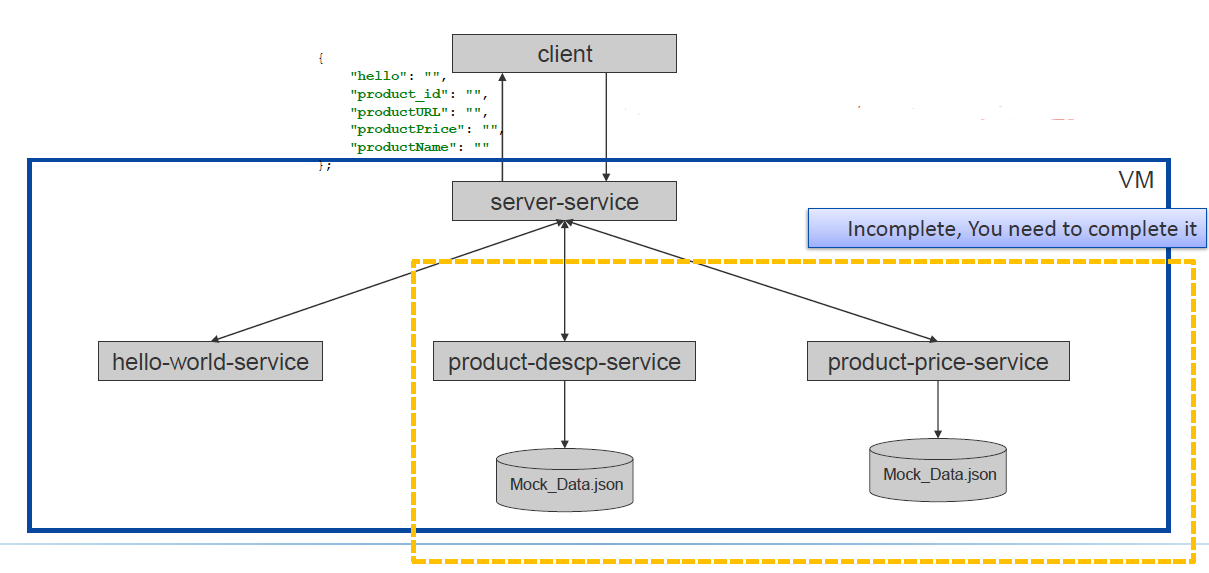 client
{
"hello": "",
"product_id": "",
"productURL": "",
"productPrice": "",
"productName": ""
};
VM
server-service
Incomplete, You need to complete it
hello-world-service
product-descp-service
product-price-service
Mock_Data.json
Mock_Data.json